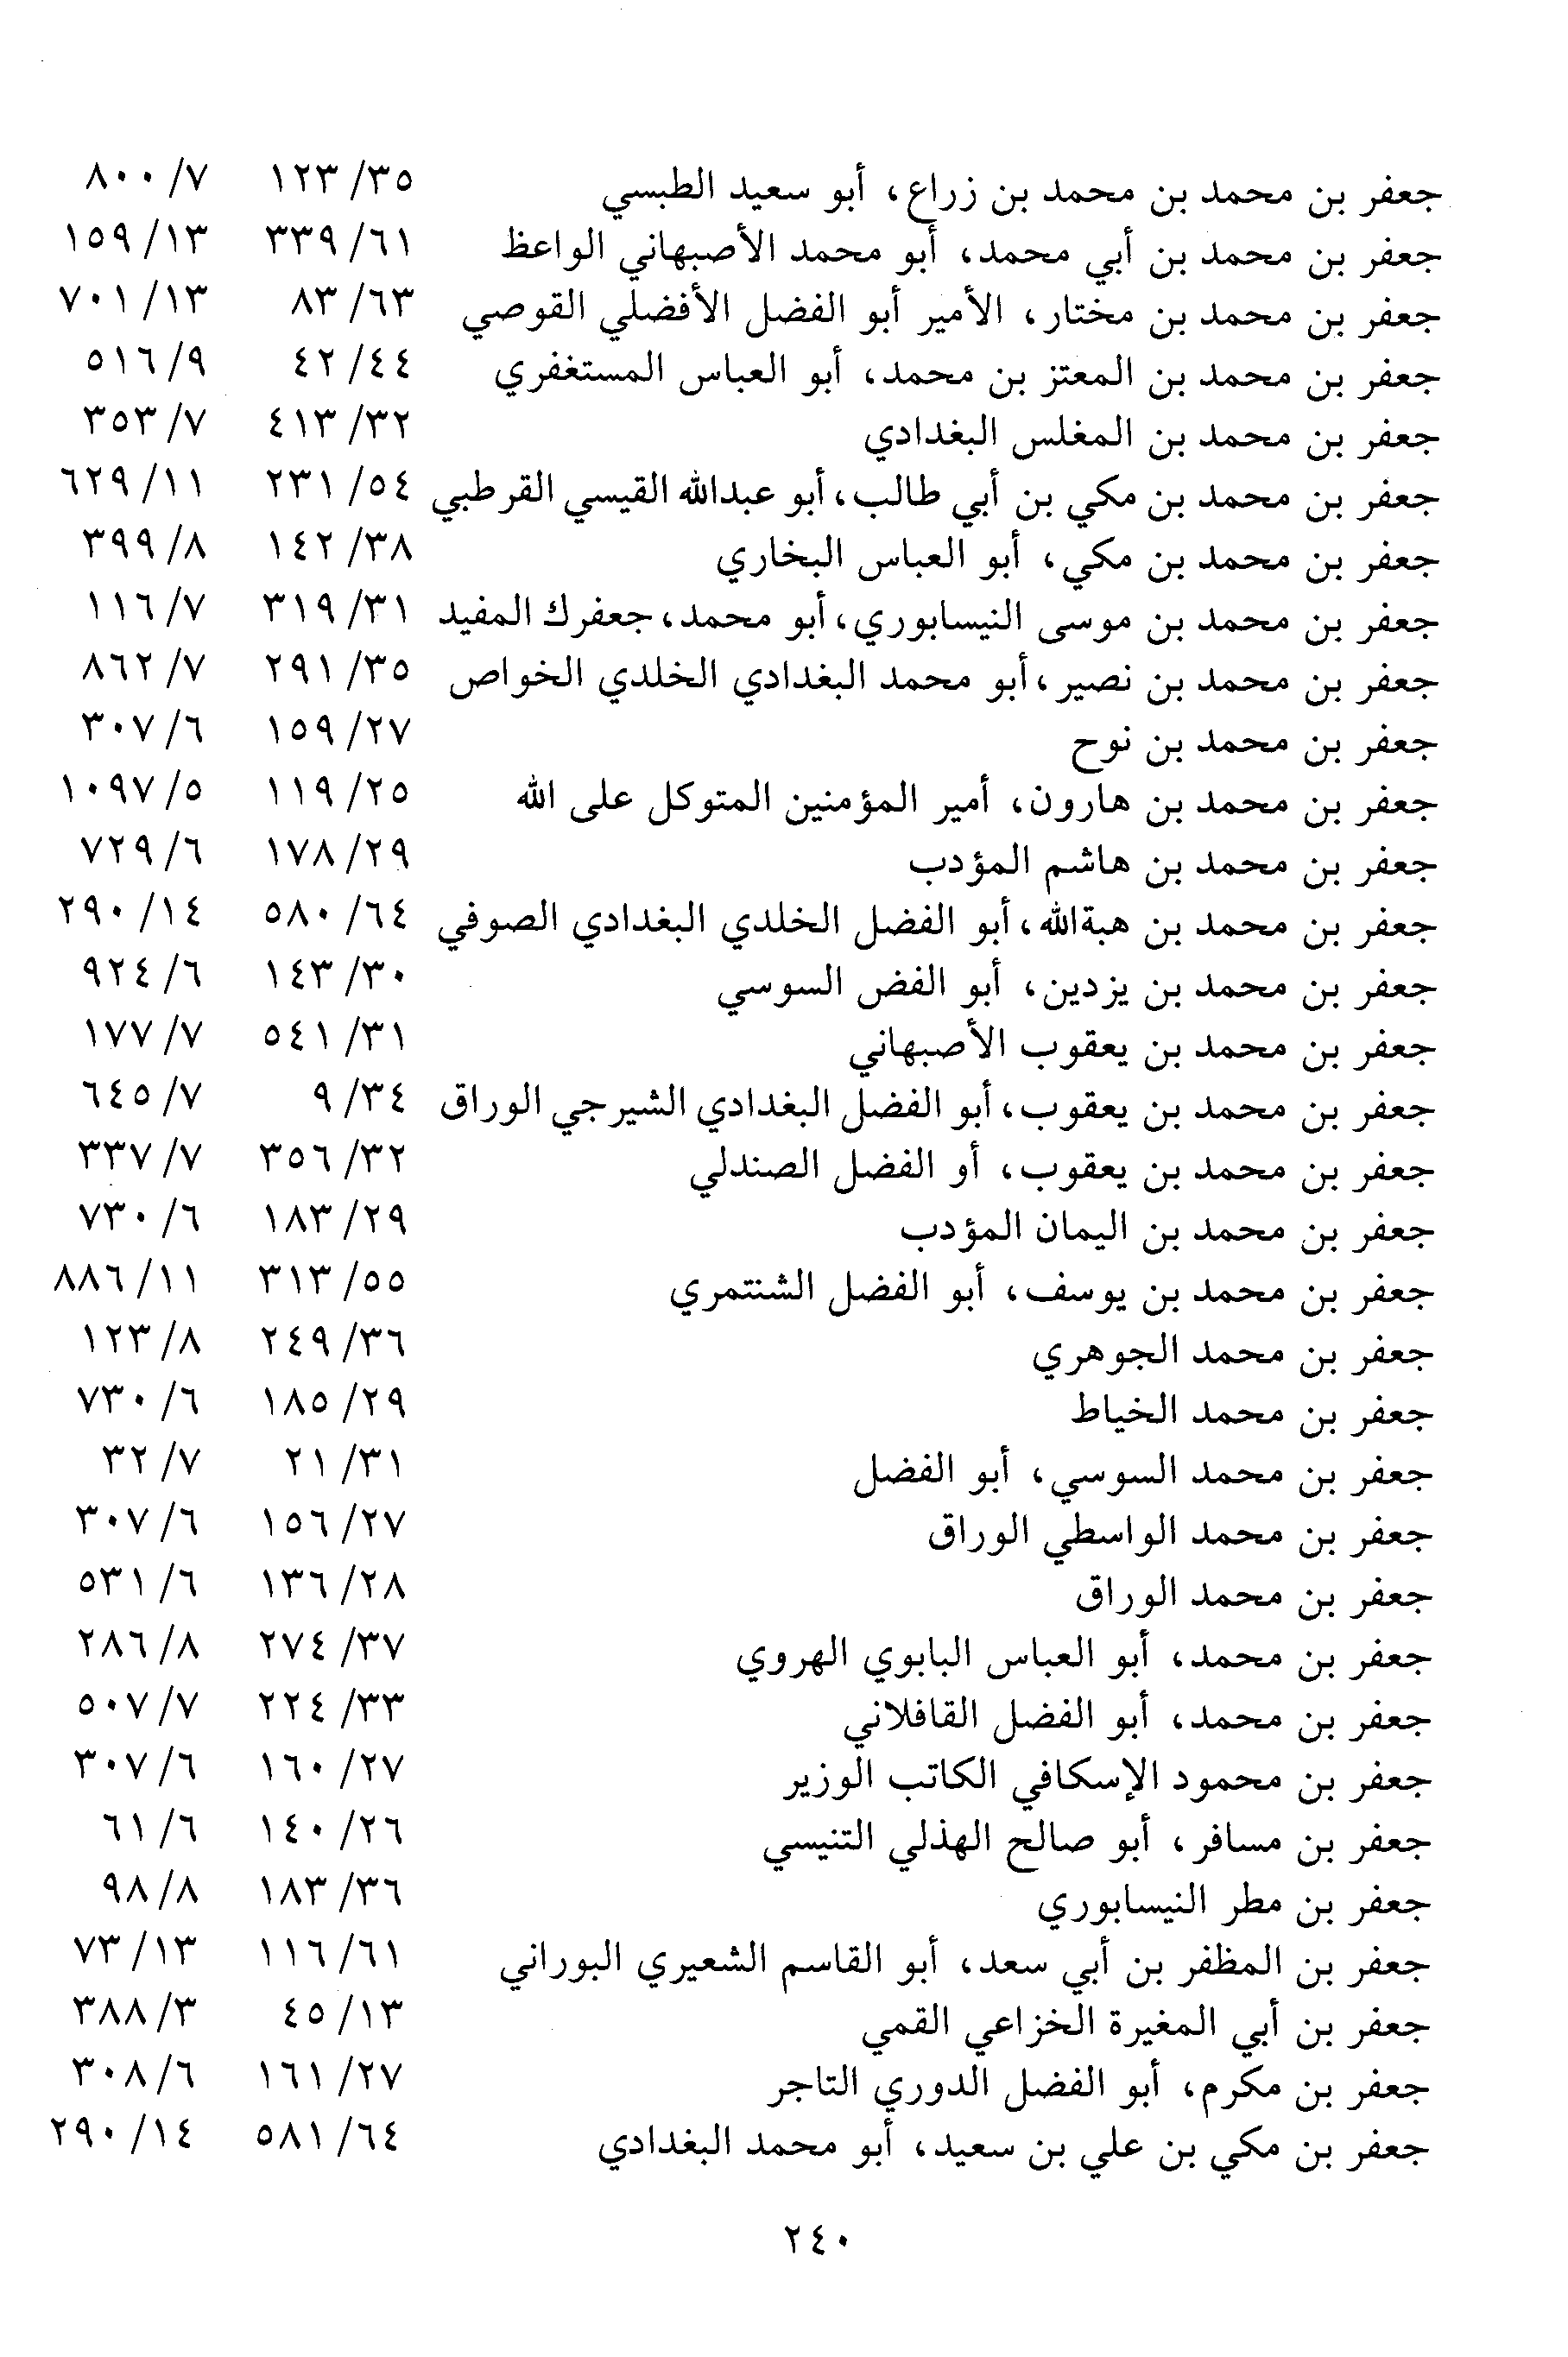 جعفر بن محمد بن محمد بن زراع، أبو سعيد الطبسي ٣٥/ ١٢٣ ٧/ ٨٠٠
جعفر بن محمد بن أبي محمد، أبو محمد الأصبهاني الواعظ ٦١/ ٣٣٩ ١٣/ ١٥٩
جعفر بن محمد بن مختار، الأمير أبو الفضل الأفضلي القوصي ٦٣/ ٨٣ ١٣/ ٧٠١
جعفر بن محمد بن المعتز بن محمد، أبو العباس المستغفري ٤٤/ ٤٢ ٩/ ٥١٦
جعفر بن محمد بن المغلس البغدادي ٣٢/ ٤١٣ ٧/ ٣٥٣
جعفر بن محمد بن مكي بن أبي طالب، أبو عبدالله القيسي القرطبي ٥٤/ ٢٣١ ١١/ ٦٢٩
جعفر بن محمد بن مكي، أبو العباس البخاري ٣٨/ ١٤٢ ٨/ ٣٩٩
جعفر بن محمد بن موسى النيسابوري، أبو محمد، جعفرك المفيد ٣١/ ٣١٩ ٧/ ١١٦
جعفر بن محمد بن نصير، أبو محمد البغدادي الخلدي الخواص ٣٥/ ٢٩١ ٧/ ٨٦٢
جعفر بن محمد بن نوح ٢٧/ ١٥٩ ٦/ ٣٠٧
جعفر بن محمد بن هارون، أمير المؤمنين المتوكل على الله ٢٥/ ١١٩ ٥/ ١٠٩٧
جعفر بن محمد بن هاشم المؤدب ٢٩/ ١٧٨ ٦/ ٧٢٩
جعفر بن محمد بن هبةالله، أبو الفضل الخلدي البغدادي الصوفي ٦٤/ ٥٨٠ ١٤/ ٢٩٠
جعفر بن محمد بن يزدين، أبو الفض السوسي ٣٠/ ١٤٣ ٦/ ٩٢٤
جعفر بن محمد بن يعقوب الأصبهاني ٣١/ ٥٤١ ٧/ ١٧٧
جعفر بن محمد بن يعقوب، أبو الفضل البغدادي الشيرجي الوراق ٣٤/ ٩ ٧/ ٦٤٥
جعفر بن محمد بن يعقوب، أو الفضل الصندلي ٣٢/ ٣٥٦ ٧/ ٣٣٧
جعفر بن محمد بن اليمان المؤدب ٢٩/ ١٨٣ ٦/ ٧٣٠
جعفر بن محمد بن يوسف، أبو الفضل الشنتمري ٥٥/ ٣١٣ ١١/ ٨٨٦
جعفر بن محمد الجوهري ٣٦/ ٢٤٩ ٨/ ١٢٣
جعفر بن محمد الخياط ٢٩/ ١٨٥ ٦/ ٧٣٠
جعفر بن محمد السوسي، أبو الفضل ٣١/ ٢١ ٧/ ٣٢
جعفر بن محمد الواسطي الوراق ٢٧/ ١٥٦ ٦/ ٣٠٧
جعفر بن محمد الوراق ٢٨/ ١٣٦ ٦/ ٥٣١
جعفر بن محمد، أبو العباس البابوي الهروي ٣٧/ ٢٧٤ ٨/ ٢٨٦
جعفر بن محمد، أبو الفضل القافلاني ٣٣/ ٢٢٤ ٧/ ٥٠٧
جعفر بن محمود الإسكافي الكاتب الوزير ٢٧/ ١٦٠ ٦/ ٣٠٧
جعفر بن مسافر، أبو صالح الهذلي التنيسي ٢٦/ ١٤٠ ٦/ ٦١
جعفر بن مطر النيسابوري ٣٦/ ١٨٣ ٨/ ٩٨
جعفر بن المظفر بن أبي سعد، أبو القاسم الشعيري البوراني ٦١/ ١١٦ ١٣/ ٧٣
جعفر بن أبي المغيرة الخزاعي القمي ١٣/ ٤٥ ٣/ ٣٨٨
جعفر بن مكرم، أبو الفضل الدوري التاجر ٢٧/ ١٦١ ٦/ ٣٠٨
جعفر بن مكي بن علي بن سعيد، أبو محمد البغدادي ٦٤/ ٥٨١ ١٤/ ٢٩٠
٢٤٠